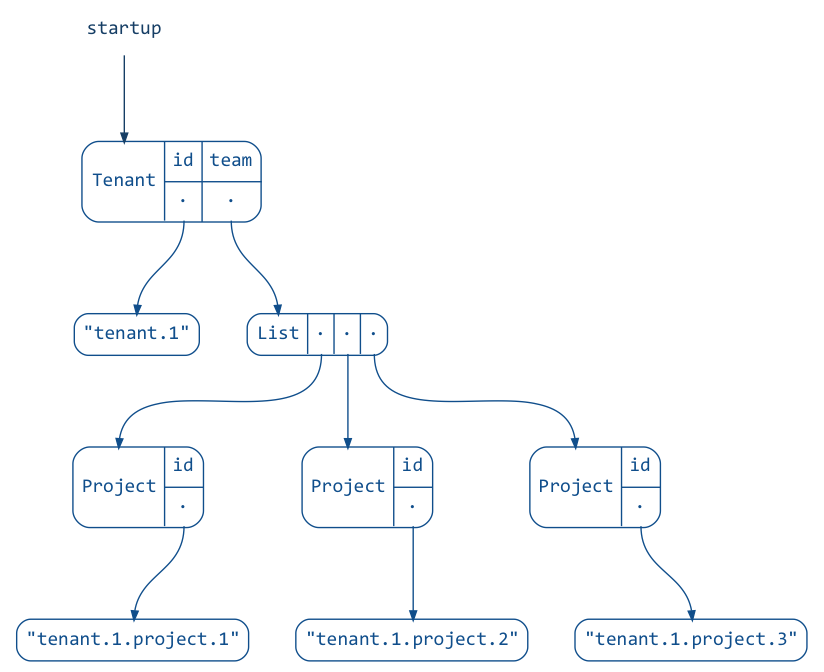 startup
id team
Tenant
"tenant.1" List
id id id
Project Project Project
"tenant.1.project.1" "tenant.1.project.2" "tenant.1.project.3"